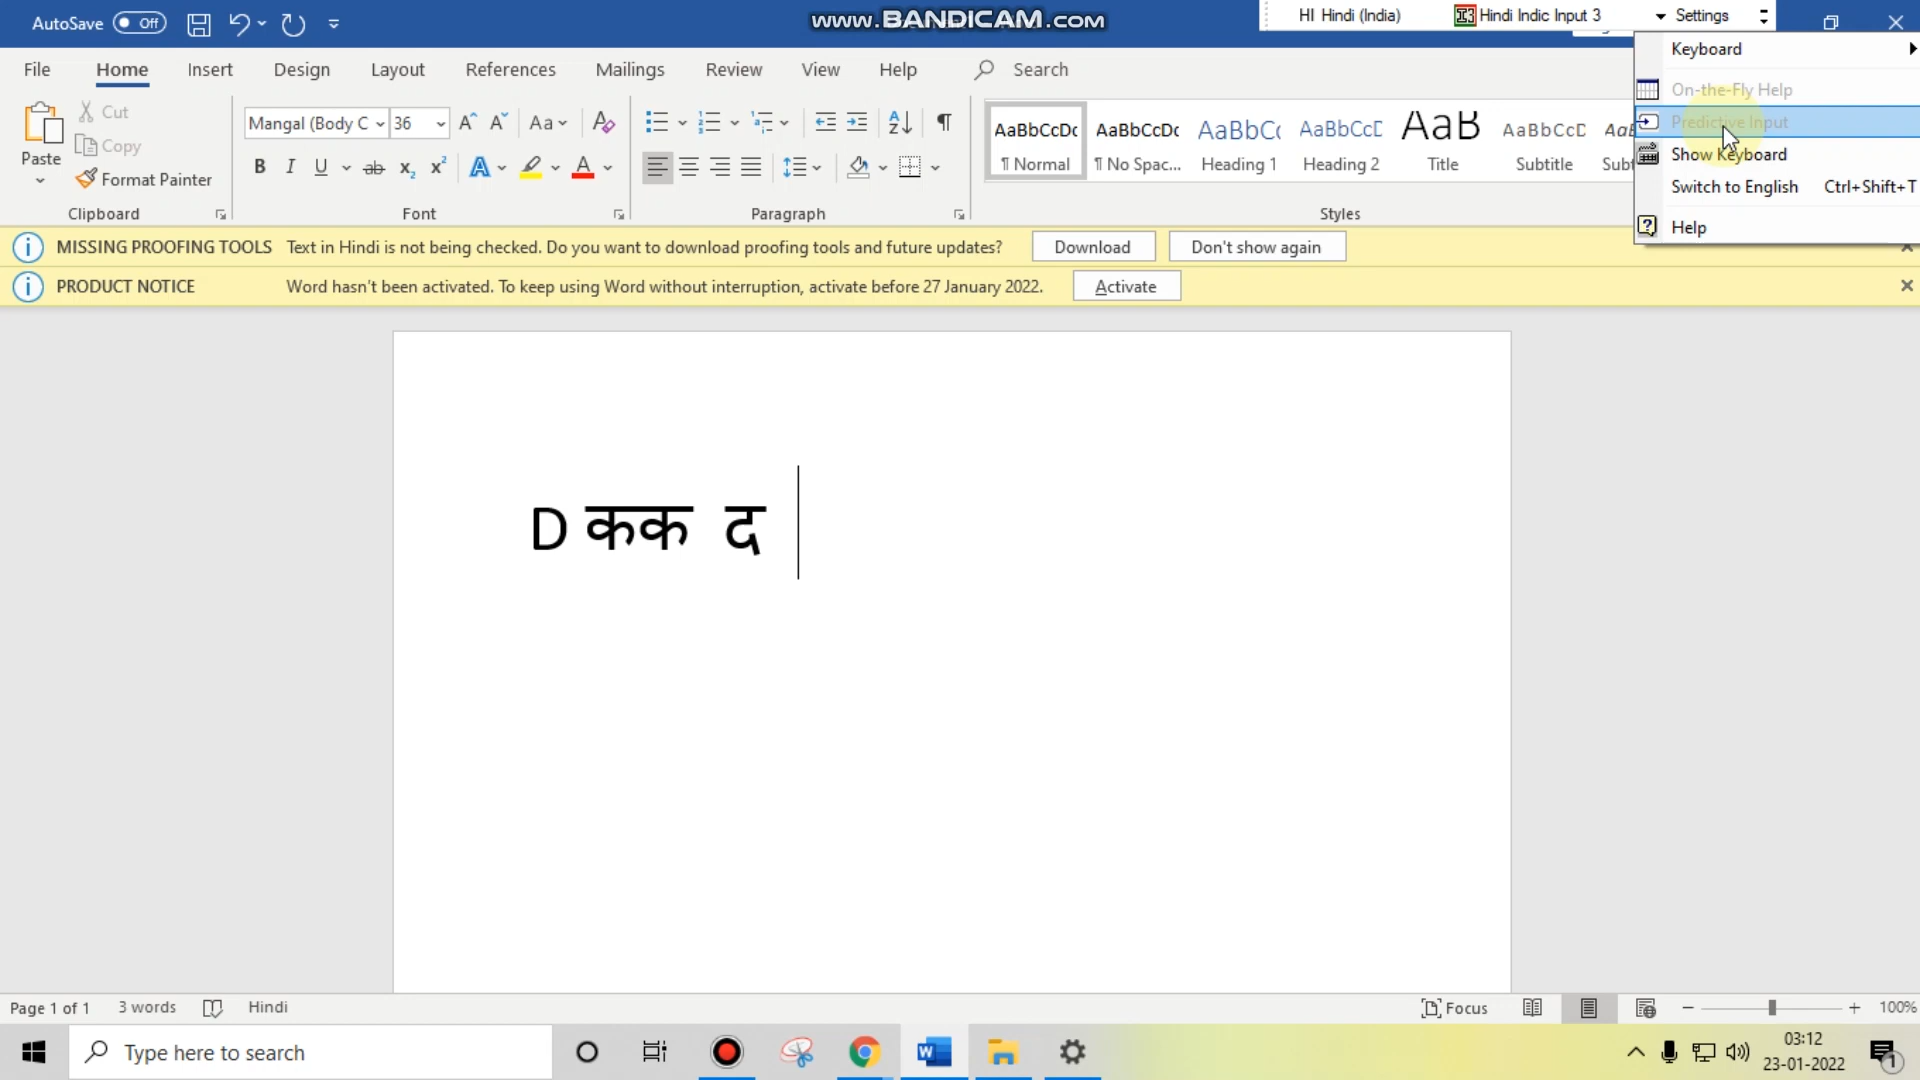 AutoSave Off
www.BANDICAM.com
HI Hindi (India) Hindi Indic Input 3 Settings
File Home Insert Design Layout References Mailings Review View Help Search
Keyboard
On-the-Fly Help
Predictive Input
Show Keyboard
Switch to English Ctrl+Shift+T
Help
Paste
Cut
Copy
Format Painter
Clipboard
Mangal (Body C 36
Font
Paragraph
AaBbCcDc AaBbCcDc AaBbC( AaBbCcD AaB AaBbCcD
¶ Normal ¶ No Spac... Heading 1 Heading 2 Title Subtitle
Styles
MISSING PROOFING TOOLS Text in Hindi is not being checked. Do you want to download proofing tools and future updates? Download Don't show again
PRODUCT NOTICE Word hasn't been activated. To keep using Word without interruption, activate before 27 January 2022. Activate
D कक द
Page 1 of 1 3 words Hindi Focus 100%
Type here to search
03:12
23-01-2022
1